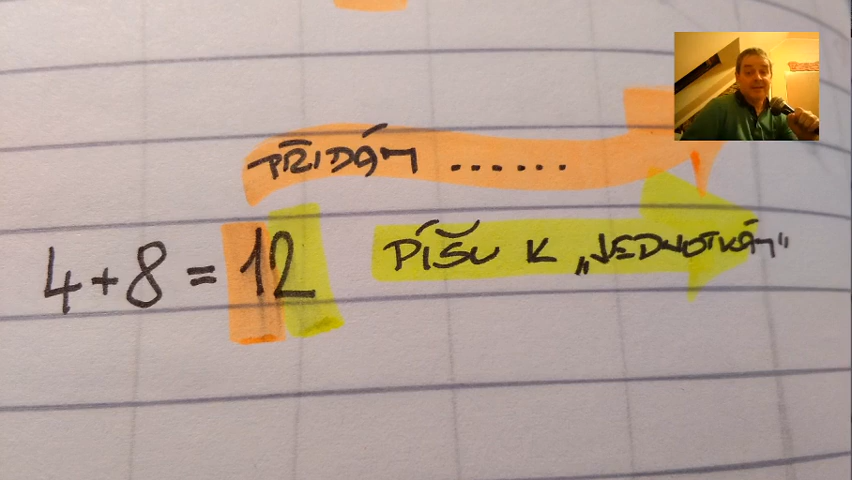 PŘIDÁM ......
4+8=12 PÍŠU K „JEDNOTKÁM"